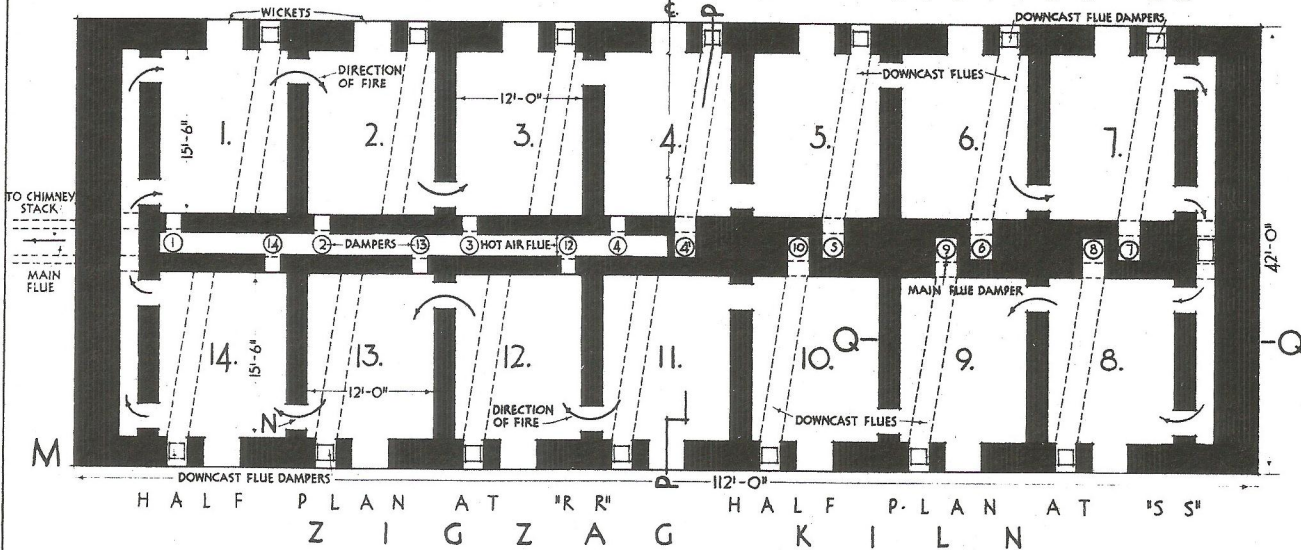 WICKETS
₵
P
DOWNCAST FLUE DAMPERS
DIRECTION
OF FIRE
DOWNCAST FLUES
12'-0"
15'-6"
1.
2.
3.
4.
5.
6.
7.
TO CHIMNEY
STACK
MAIN
FLUE
1
14
2
DAMPERS
13
3
HOT AIR FLUE
12
4
4'
10
5
9
6
8
7
MAIN FLUE DAMPER
42'-0"
14.
13.
12.
11.
10.
Q
9.
8.
Q
15'-6"
12'-0"
N
DIRECTION
OF FIRE
DOWNCAST FLUES
M
DOWNCAST FLUE DAMPERS
P
112'-0"
HALF PLAN AT "R R" HALF PLAN AT "S S"
ZIGZAG KILN